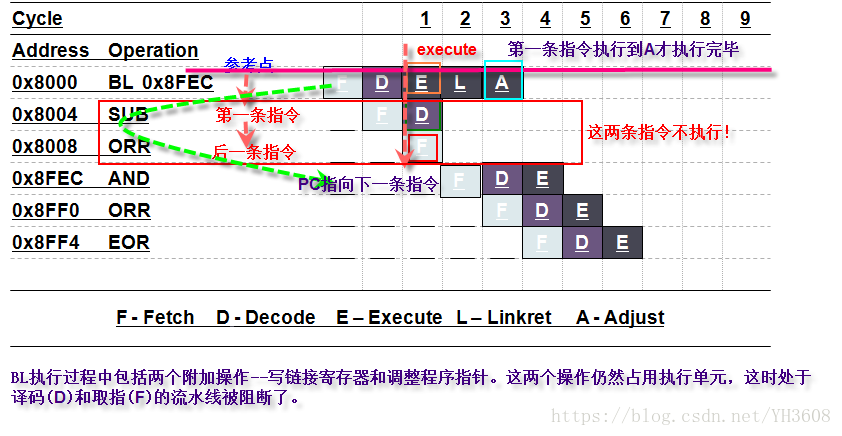 Cycle 1 2 3 4 5 6 7 8 9
Address Operation 参考点 execute 第一条指令执行到A才执行完毕
0x8000 BL 0x8FEC F D E L A
0x8004 SUB 第一条指令 F D
这两条指令不执行!
0x8008 ORR 后一条指令 F
0x8FEC AND PC指向下一条指令 F D E
0x8FF0 ORR F D E
0x8FF4 EOR F D E
F - Fetch D - Decode E – Execute L – Linkret A - Adjust
BL执行过程中包括两个附加操作--写链接寄存器和调整程序指针。这两个操作仍然占用执行单元，这时处于
译码(D)和取指(F)的流水线被阻断了。
https://blog.csdn.net/YH3608